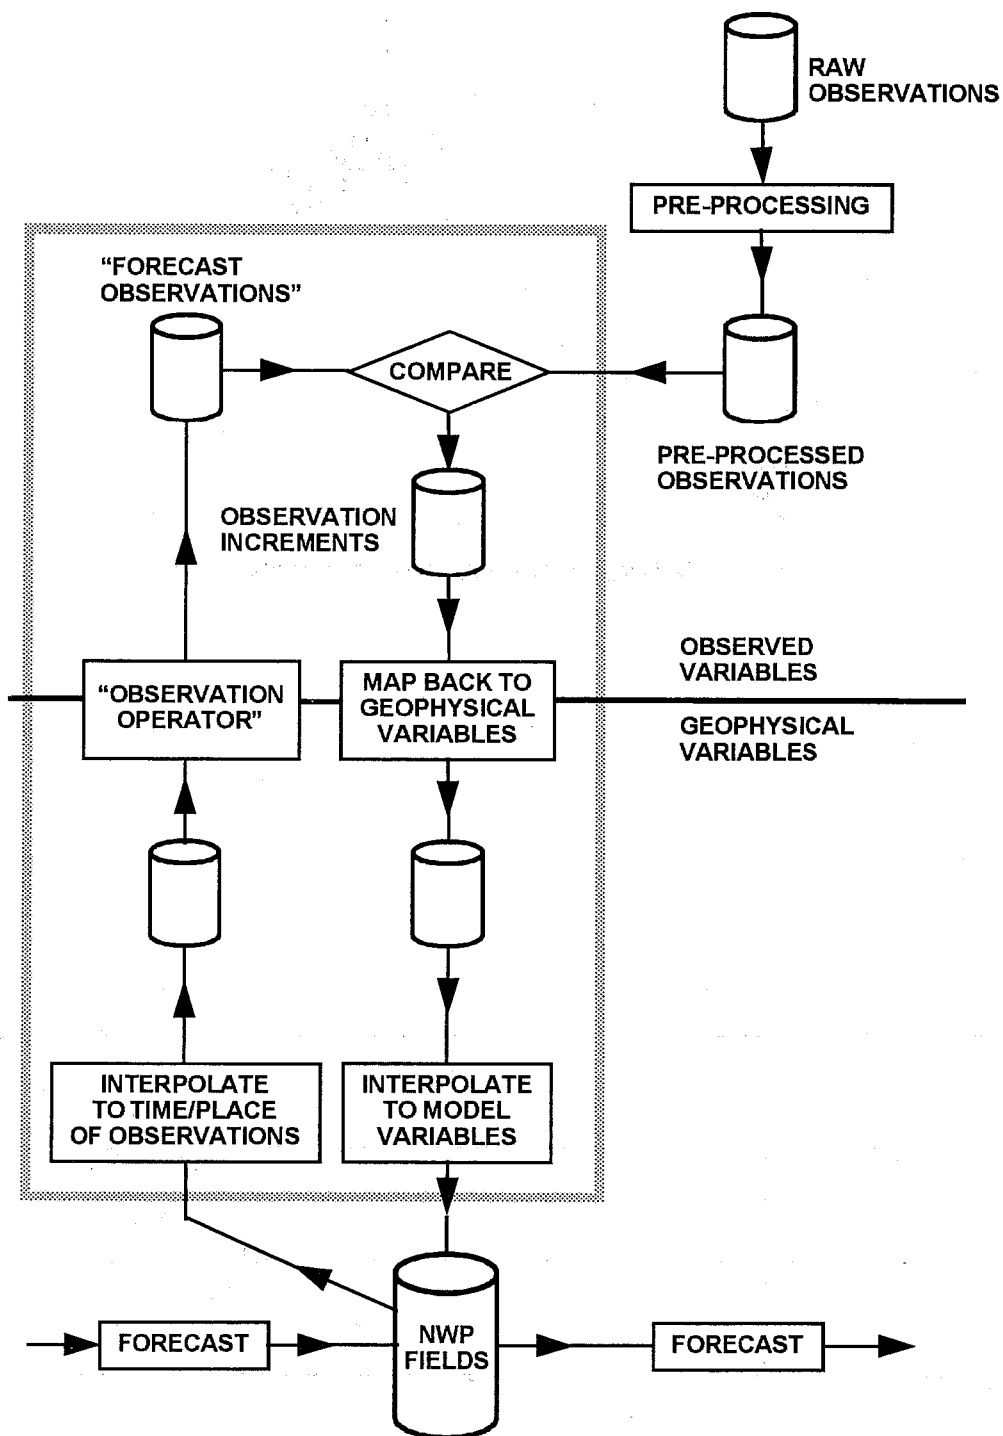 RAW
OBSERVATIONS
PRE-PROCESSING
“FORECAST
OBSERVATIONS”
COMPARE
PRE-PROCESSED
OBSERVATIONS
OBSERVATION
INCREMENTS
OBSERVED
VARIABLES
“OBSERVATION
OPERATOR”
MAP BACK TO
GEOPHYSICAL
VARIABLES
GEOPHYSICAL
VARIABLES
INTERPOLATE
TO TIME/PLACE
OF OBSERVATIONS
INTERPOLATE
TO MODEL
VARIABLES
FORECAST
NWP
FIELDS
FORECAST